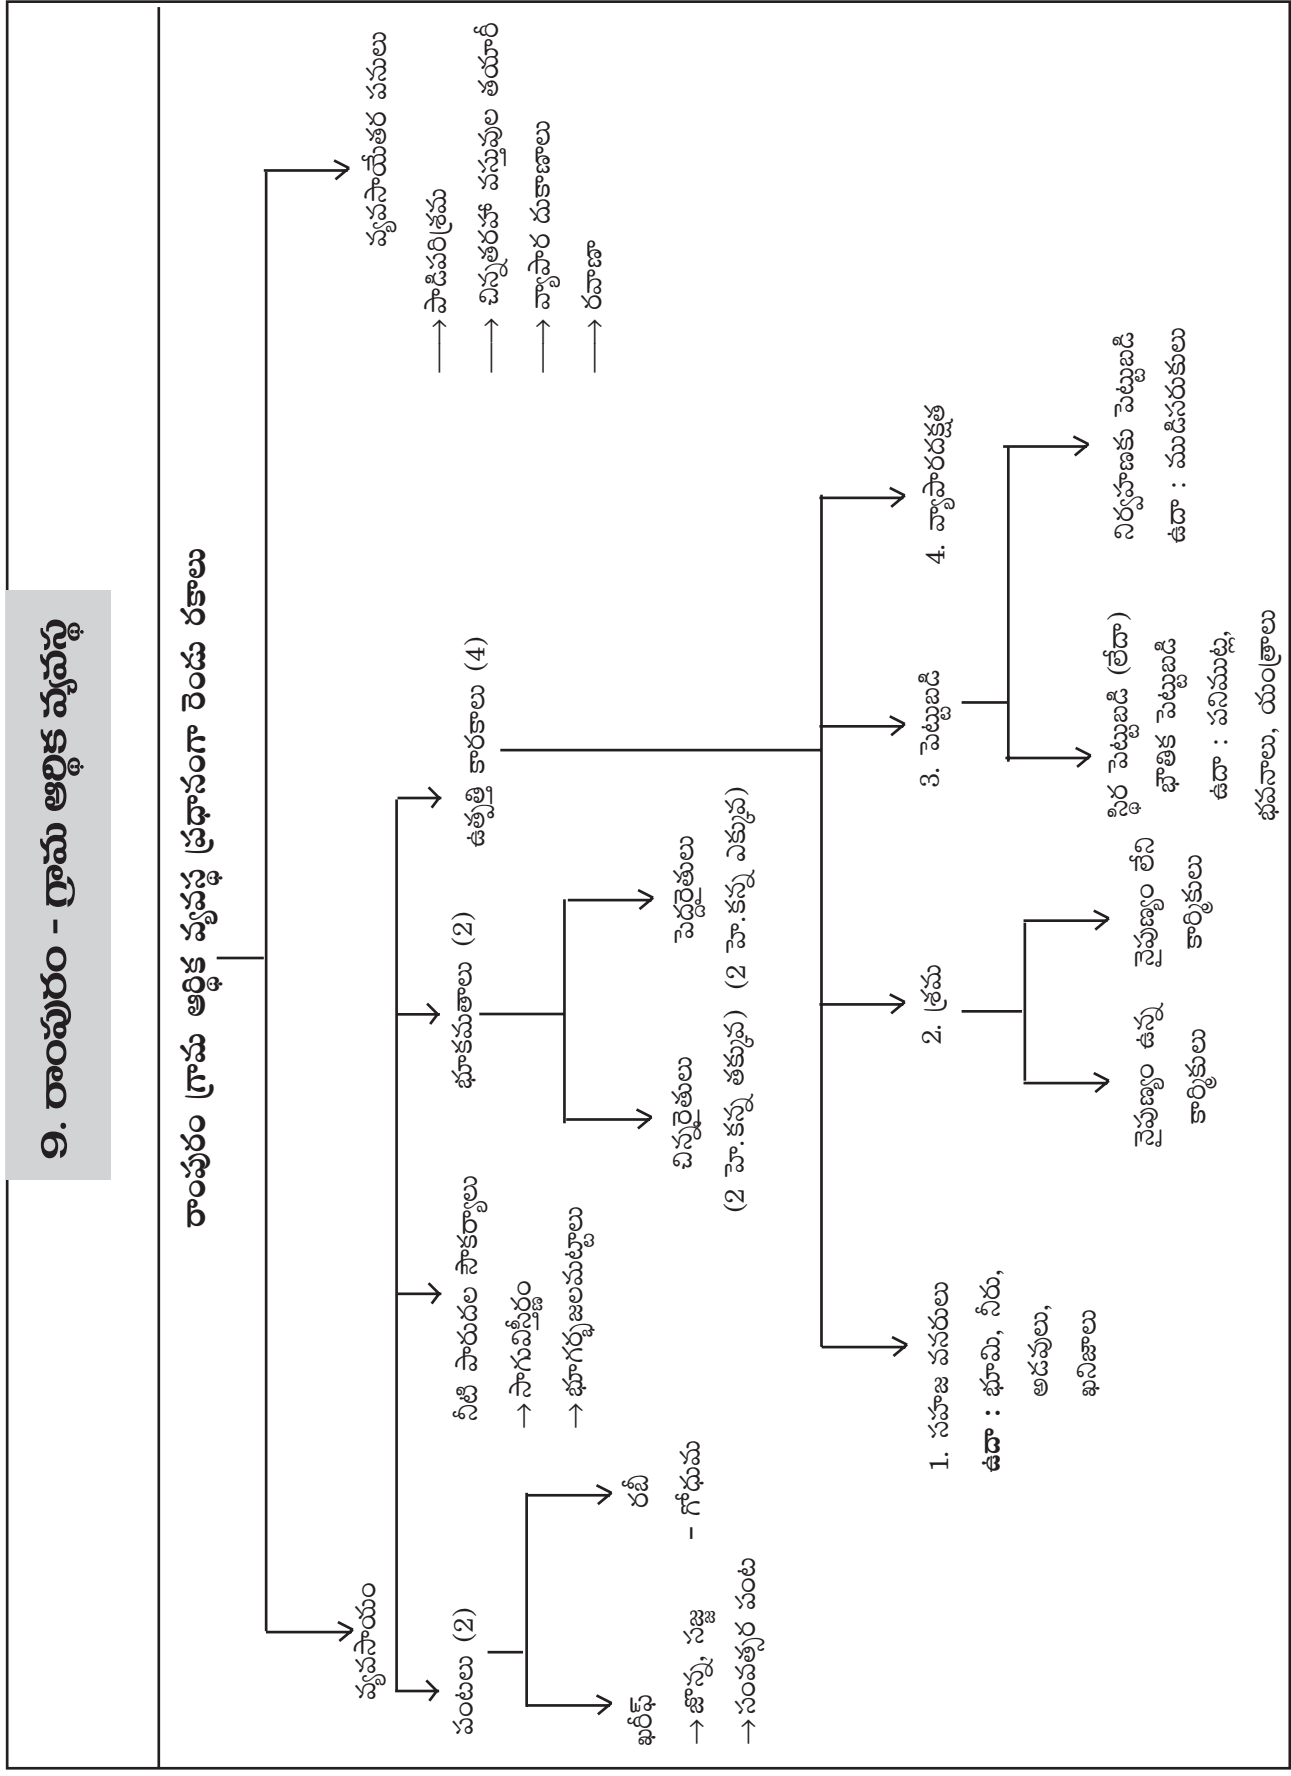 9. రాంపురం - గ్రామ ఆర్థిక వ్యవస్థ
రాంపురం గ్రామ ఆర్థిక వ్యవస్థ ప్రధానంగా రెండు రకాలు
వ్యవసాయం
వ్యవసాయేతర పనులు
→ పాడిపరిశ్రమ
→ చిన్నతరహా వస్తువుల తయారీ
→ వ్యాపార దుకాణాలు
→ రవాణా
పంటలు (2)
నీటి పారుదల సౌకర్యాలు
→ సాగువిస్తీర్ణం
→ భూగర్భజలమట్టాలు
భూకమతాలు (2)
ఉత్పత్తి కారకాలు (4)
ఖరీఫ్
→ జొన్న, సజ్జ
→ సంవత్సర పంట
రబీ
- గోధుమ
చిన్నరైతులు
(2 హె.కన్న తక్కువ)
పెద్దరైతులు
(2 హె.కన్న ఎక్కువ)
1. సహజ వనరులు
ఉదా : భూమి, నీరు,
అడవులు,
ఖనిజాలు
2. శ్రమ
3. పెట్టుబడి
4. వ్యాపారదక్షత
నైపుణ్యం ఉన్న
కార్మికులు
నైపుణ్యం లేని
కార్మికులు
స్థిర పెట్టుబడి (లేదా)
భౌతిక పెట్టుబడి
ఉదా : పనిముట్లు,
భవనాలు, యంత్రాలు
నిర్వహణకు పెట్టుబడి
ఉదా : ముడిసరుకులు